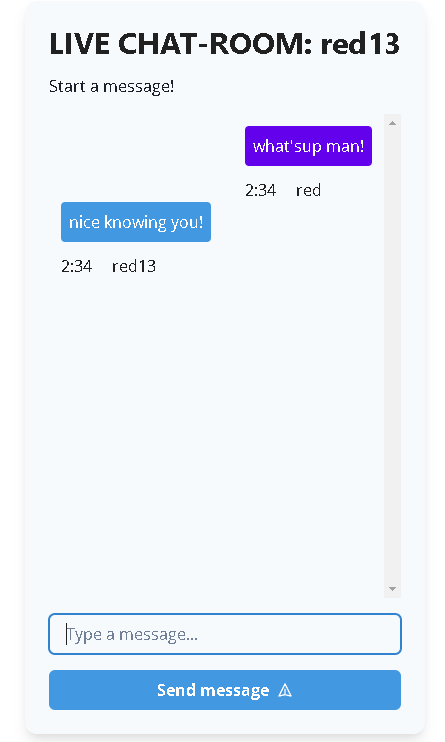 LIVE CHAT-ROOM: red13
Start a message!
what'sup man!
2:34 red
nice knowing you!
2:34 red13
Type a message...
Send message